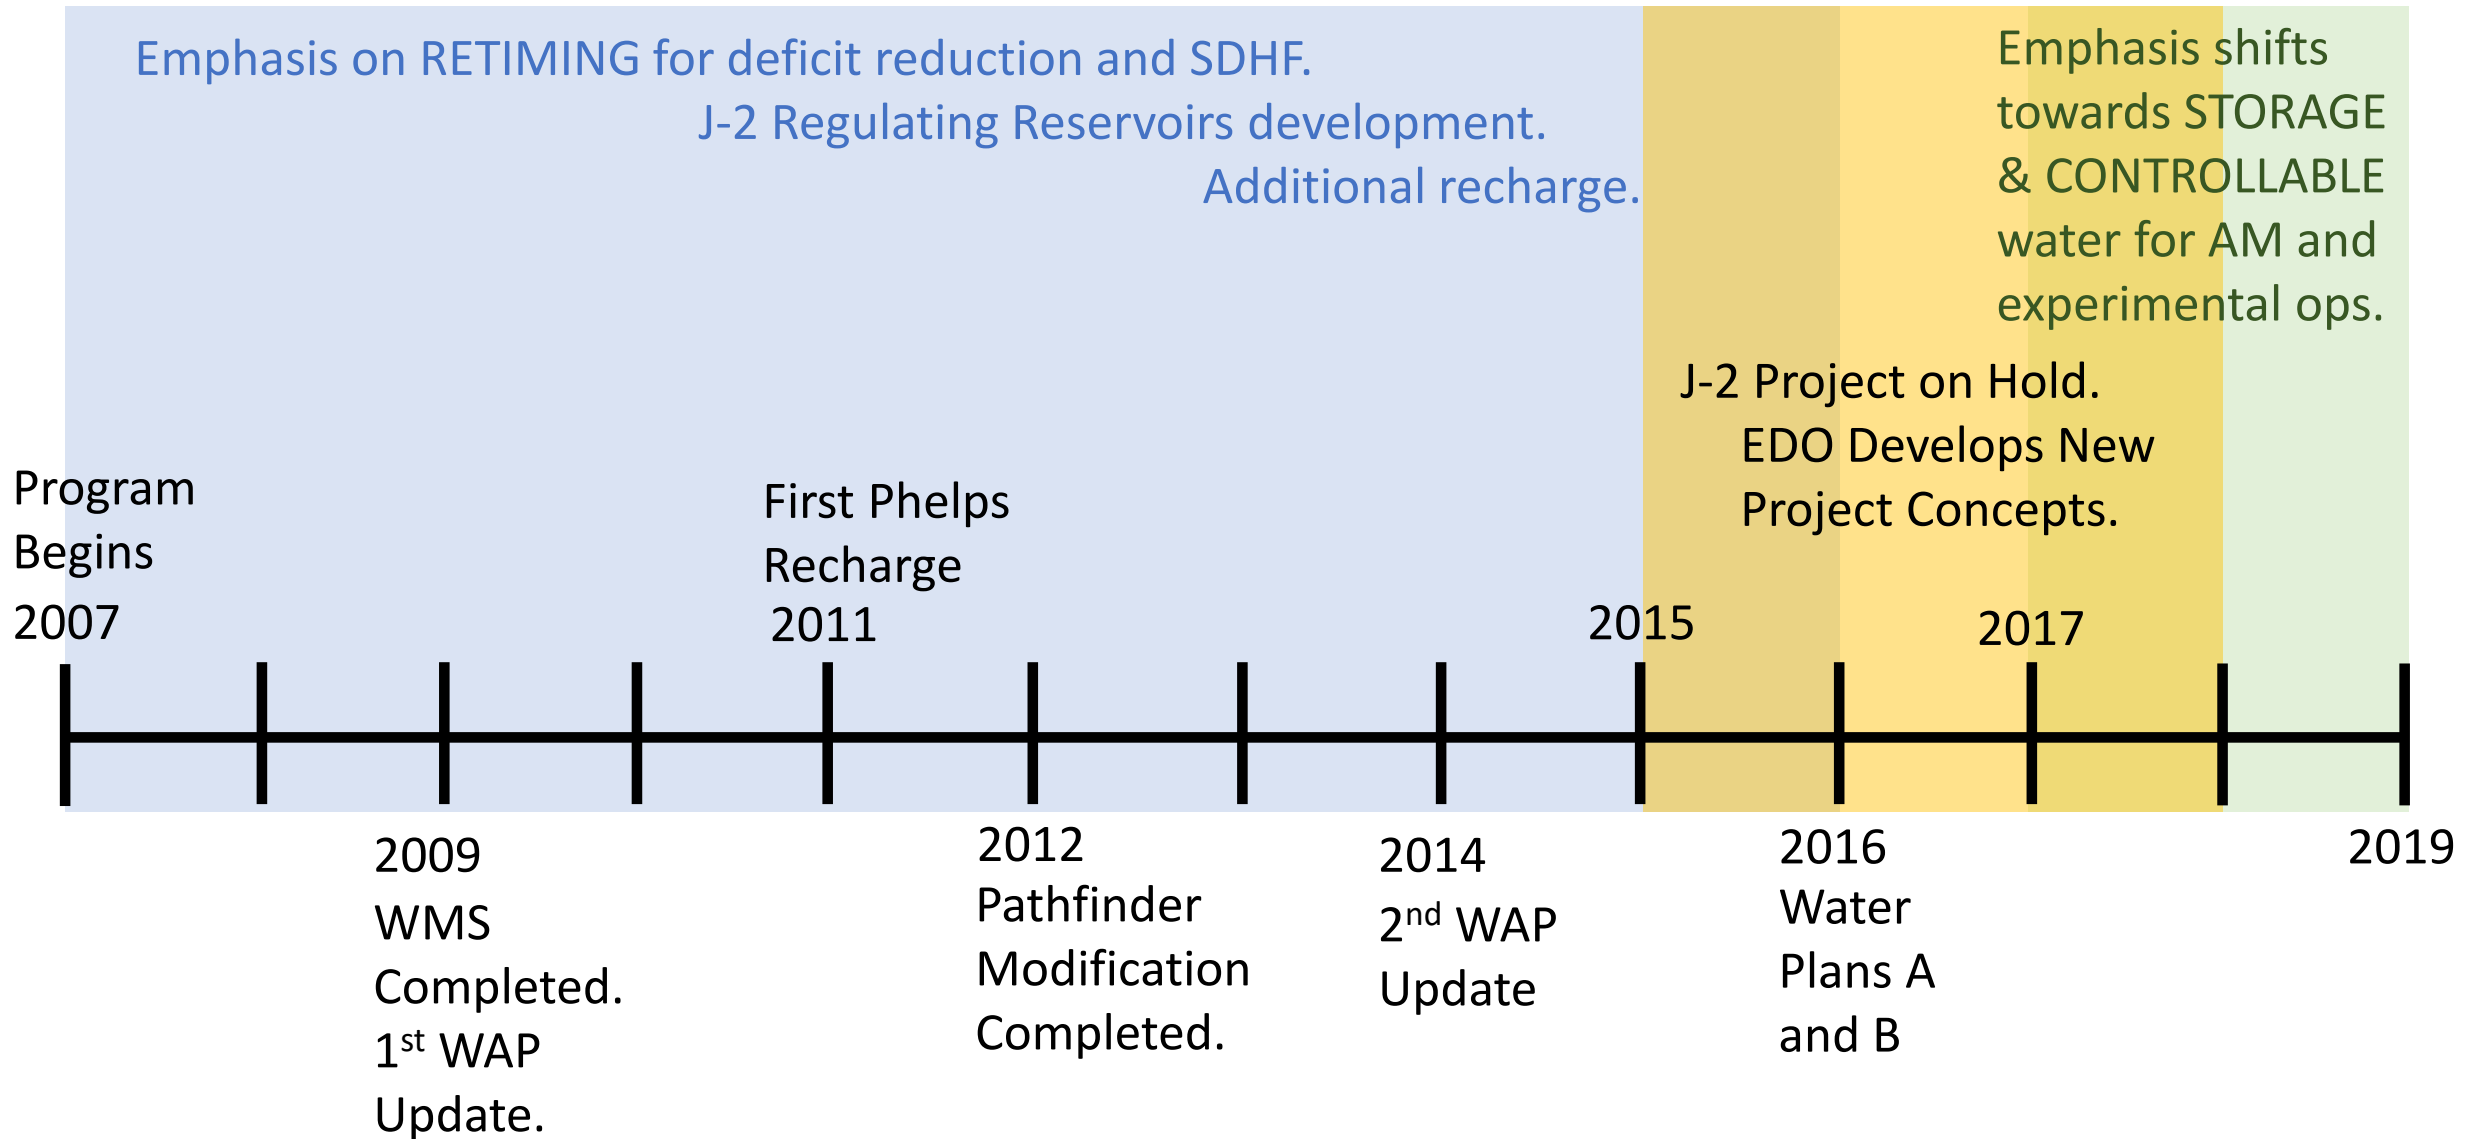 Emphasis on RETIMING for deficit reduction and SDHF.
J-2 Regulating Reservoirs development.
Additional recharge.
Emphasis shifts
towards STORAGE
& CONTROLLABLE
water for AM and
experimental ops.
J-2 Project on Hold.
EDO Develops New
Project Concepts.
Program
Begins
2007
First Phelps
Recharge
2011
2015
2017
2009
WMS
Completed.
1st WAP
Update.
2012
Pathfinder
Modification
Completed.
2014
2nd WAP
Update
2016
Water
Plans A
and B
2019